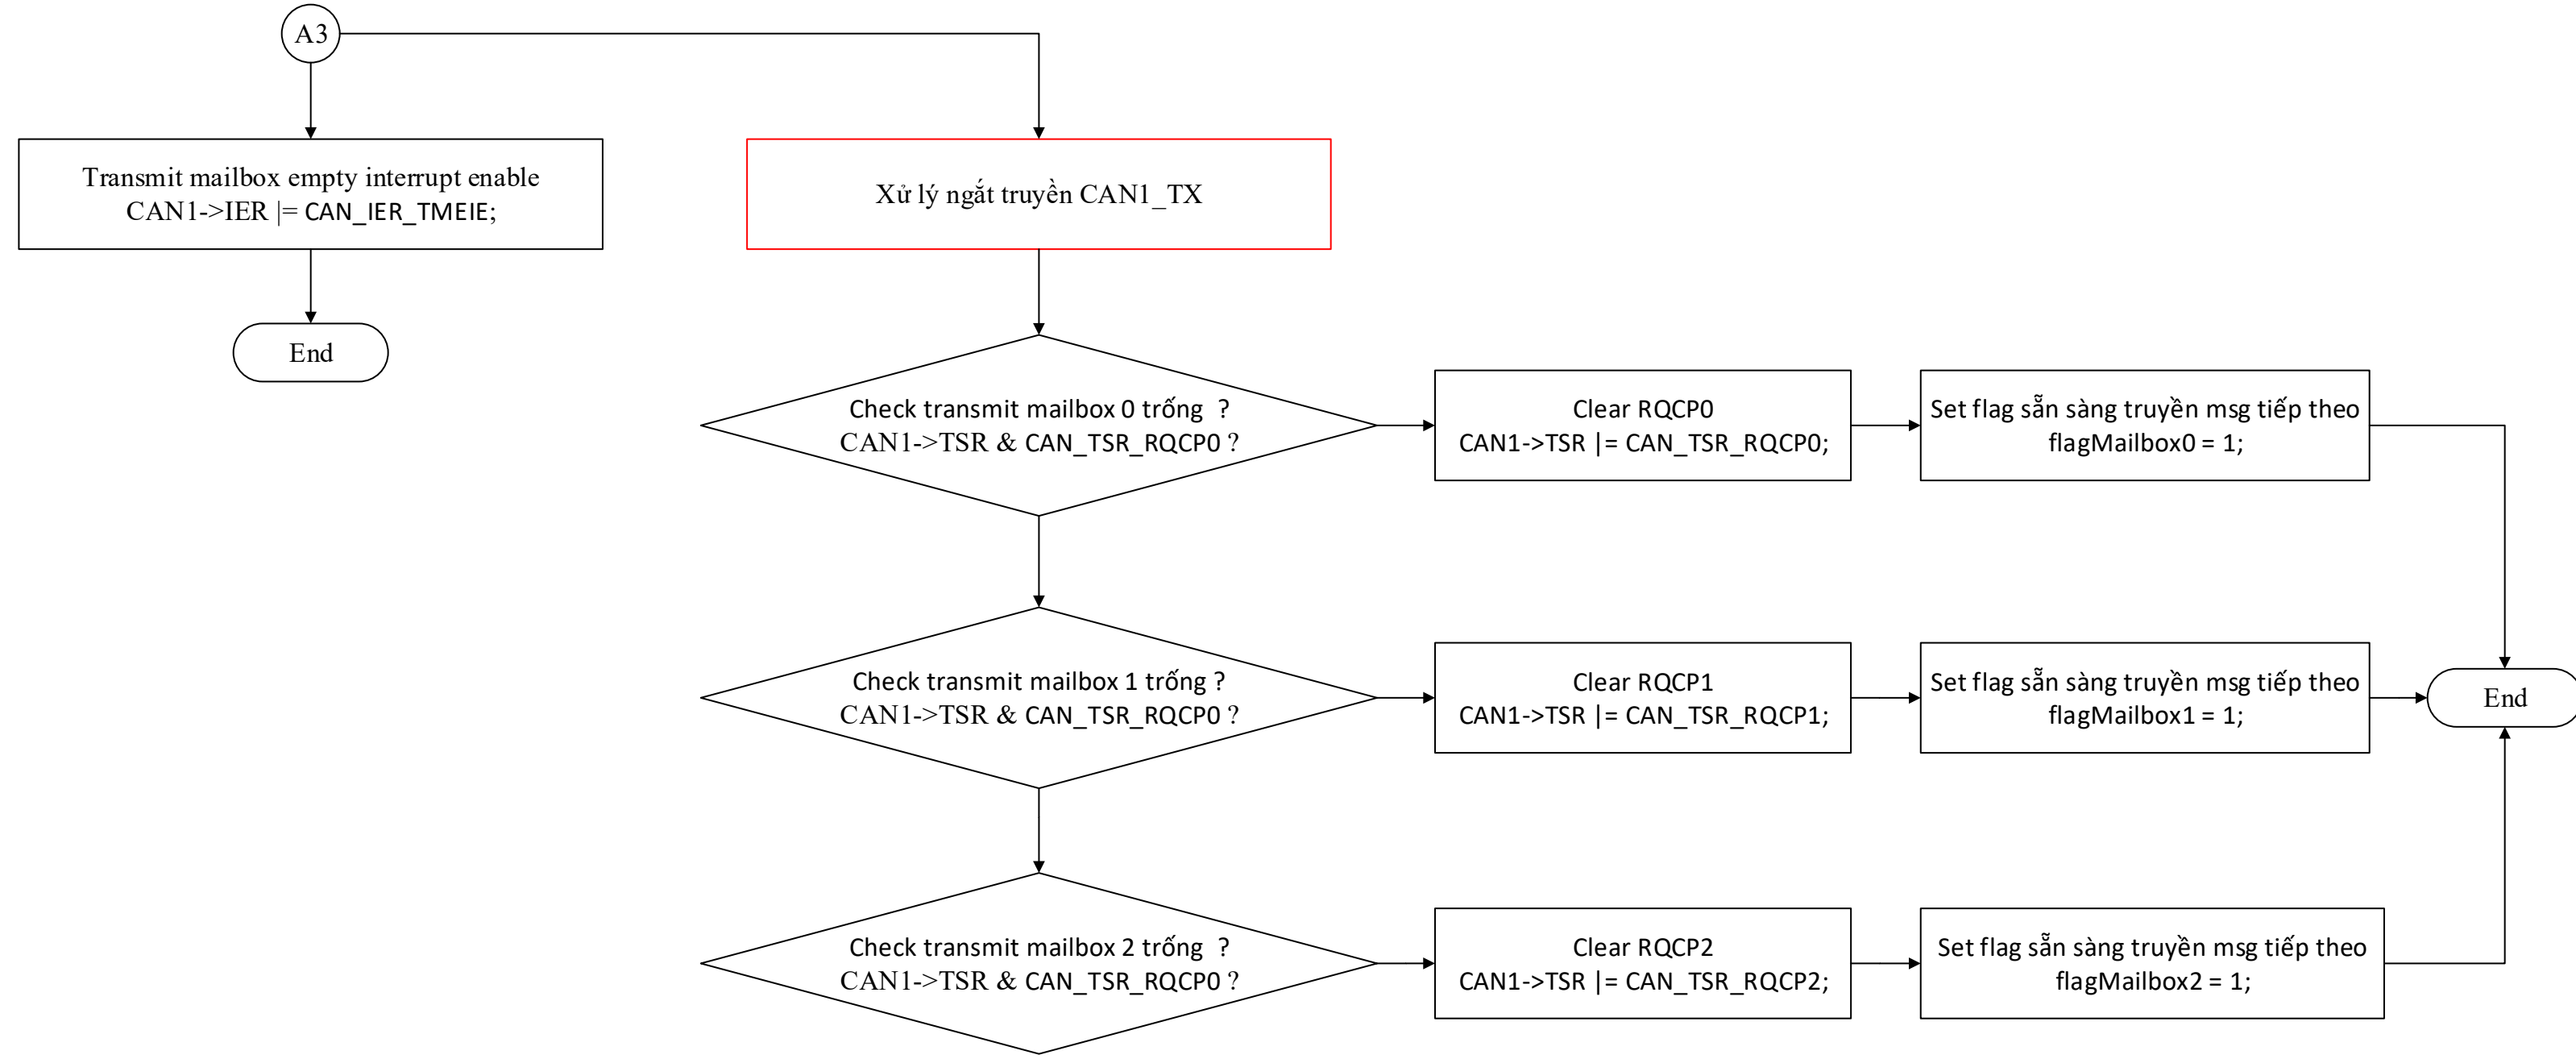 A3
Transmit mailbox empty interrupt enable
CAN1->IER |= CAN_IER_TMEIE;
End
Xử lý ngắt truyền CAN1_TX
Check transmit mailbox 0 trống ?
CAN1->TSR & CAN_TSR_RQCP0 ?
Clear RQCP0
CAN1->TSR |= CAN_TSR_RQCP0;
Set flag sẵn sàng truyền msg tiếp theo
flagMailbox0 = 1;
Check transmit mailbox 1 trống ?
CAN1->TSR & CAN_TSR_RQCP0 ?
Clear RQCP1
CAN1->TSR |= CAN_TSR_RQCP1;
Set flag sẵn sàng truyền msg tiếp theo
flagMailbox1 = 1;
End
Check transmit mailbox 2 trống ?
CAN1->TSR & CAN_TSR_RQCP0 ?
Clear RQCP2
CAN1->TSR |= CAN_TSR_RQCP2;
Set flag sẵn sàng truyền msg tiếp theo
flagMailbox2 = 1;